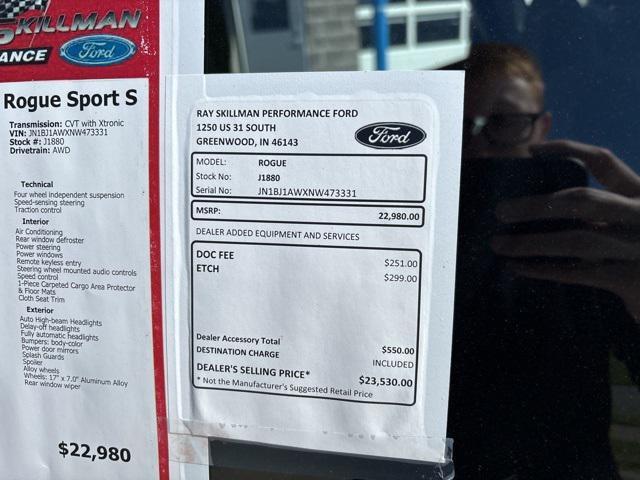 SKILLMAN
Ford
ANCE
Rogue Sport S
Transmission: CVT with Xtronic
VIN: JN1BJ1AWXNW473331
Stock #: J1880
Drivetrain: AWD
Technical
Four wheel independent suspension
Speed-sensing steering
Traction control
Interior
Air Conditioning
Rear window defroster
Power steering
Power windows
Remote keyless entry
Steering wheel mounted audio controls
Speed control
1-Piece Carpeted Cargo Area Protector
& Floor Mats
Cloth Seat Trim
Exterior
Auto High-beam Headlights
Delay-off headlights
Fully automatic headlights
Bumpers: body-color
Power door mirrors
Splash Guards
Spoiler
Alloy wheels
Wheels: 17" x 7.0" Aluminum Alloy
Rear window wiper
$22,980
RAY SKILLMAN PERFORMANCE FORD
1250 US 31 SOUTH
GREENWOOD, IN 46143
Ford
MODEL: ROGUE
Stock No: J1880
Serial No: JN1BJ1AWXNW473331
MSRP: 22,980.00
DEALER ADDED EQUIPMENT AND SERVICES
DOC FEE $251.00
ETCH $299.00
Dealer Accessory Total $550.00
DESTINATION CHARGE INCLUDED
DEALER'S SELLING PRICE* $23,530.00
* Not the Manufacturer's Suggested Retail Price